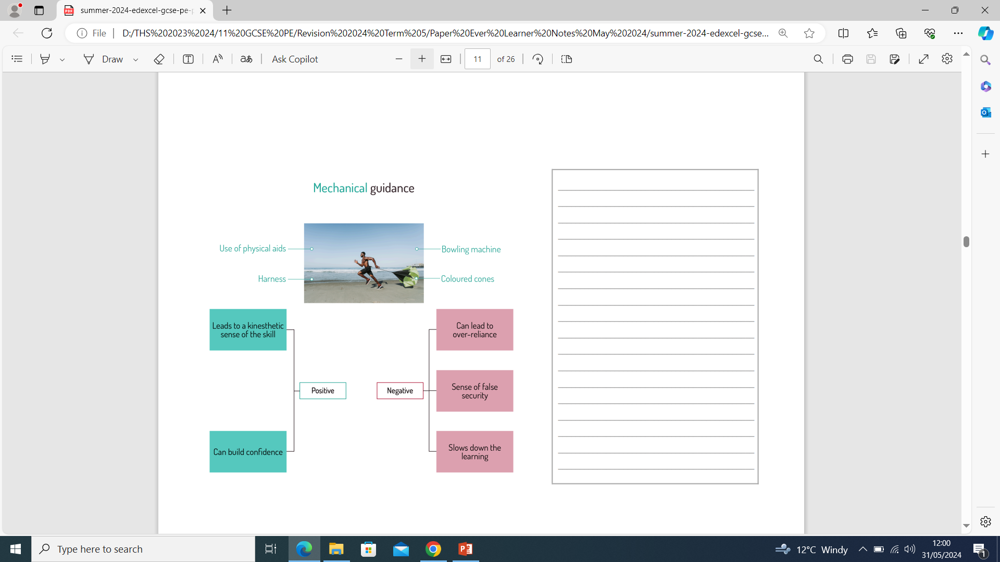 summer-2024-edexcel-gcse-pe-p
File
D:/THS%202023%2024/11%20GCSE%20PE/Revision%202024%20Term%205/Paper%20Ever%20Learner%20Notes%20May%202024/summer-2024-edexcel-gcse...
Draw
aあ
Ask Copilot
11
of 26
Mechanical guidance
Use of physical aids
Bowling machine
Harness
Coloured cones
Leads to a kinesthetic
sense of the skill
Can lead to
over-reliance
Positive
Negative
Sense of false
security
Can build confidence
Slows down the
learning
Type here to search
12°C Windy
12:00
31/05/2024
1